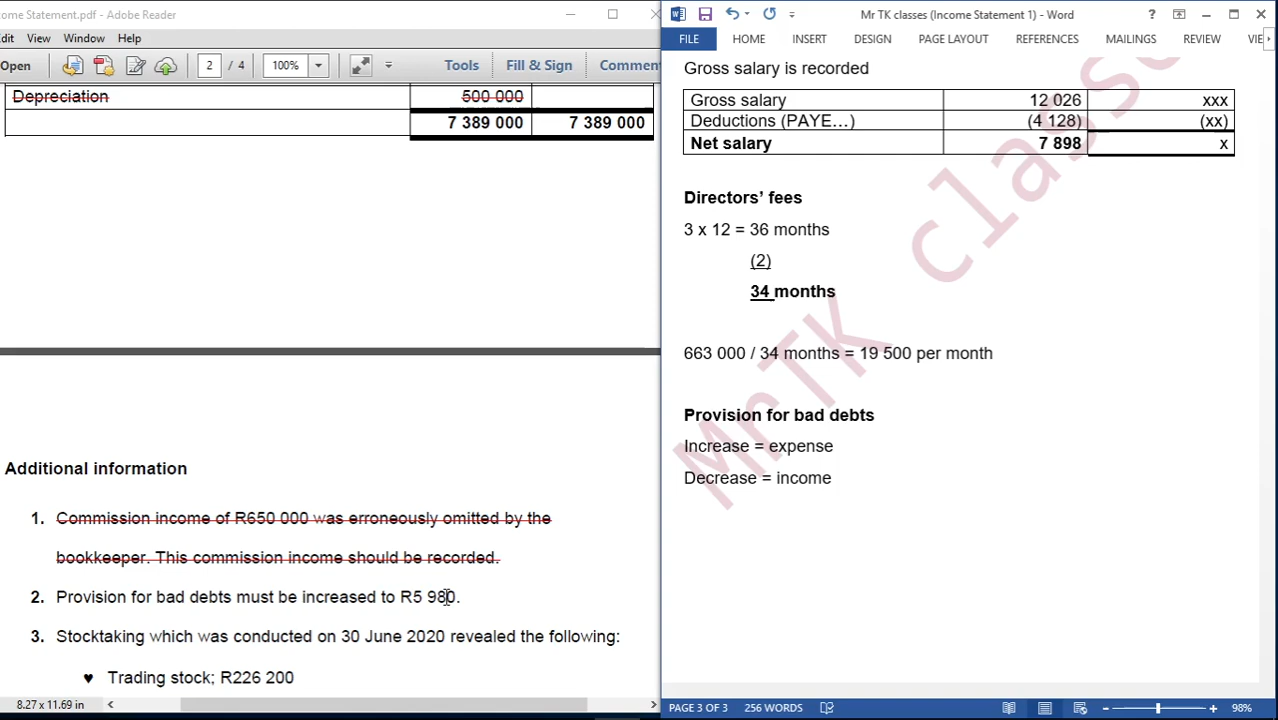 ome Statement.pdf - Adobe Reader
dit View Window Help
Open 2 / 4 100% Tools Fill & Sign Commen
Depreciation 500 000
7 389 000 7 389 000
Additional information
1. Commission income of R650 000 was erroneously omitted by the
bookkeeper. This commission income should be recorded.
2. Provision for bad debts must be increased to R5 980.
3. Stocktaking which was conducted on 30 June 2020 revealed the following:
♥ Trading stock; R226 200
8.27 x 11.69 in
Mr TK classes (Income Statement 1) - Word
FILE HOME INSERT DESIGN PAGE LAYOUT REFERENCES MAILINGS REVIEW VIE
Gross salary is recorded
Gross salary 12 026 xxx
Deductions (PAYE…) (4 128) (xx)
Net salary 7 898 x
Directors’ fees
3 x 12 = 36 months
(2)
34 months
663 000 / 34 months = 19 500 per month
Provision for bad debts
Increase = expense
Decrease = income
MrTK classe
PAGE 3 OF 3 256 WORDS 98%